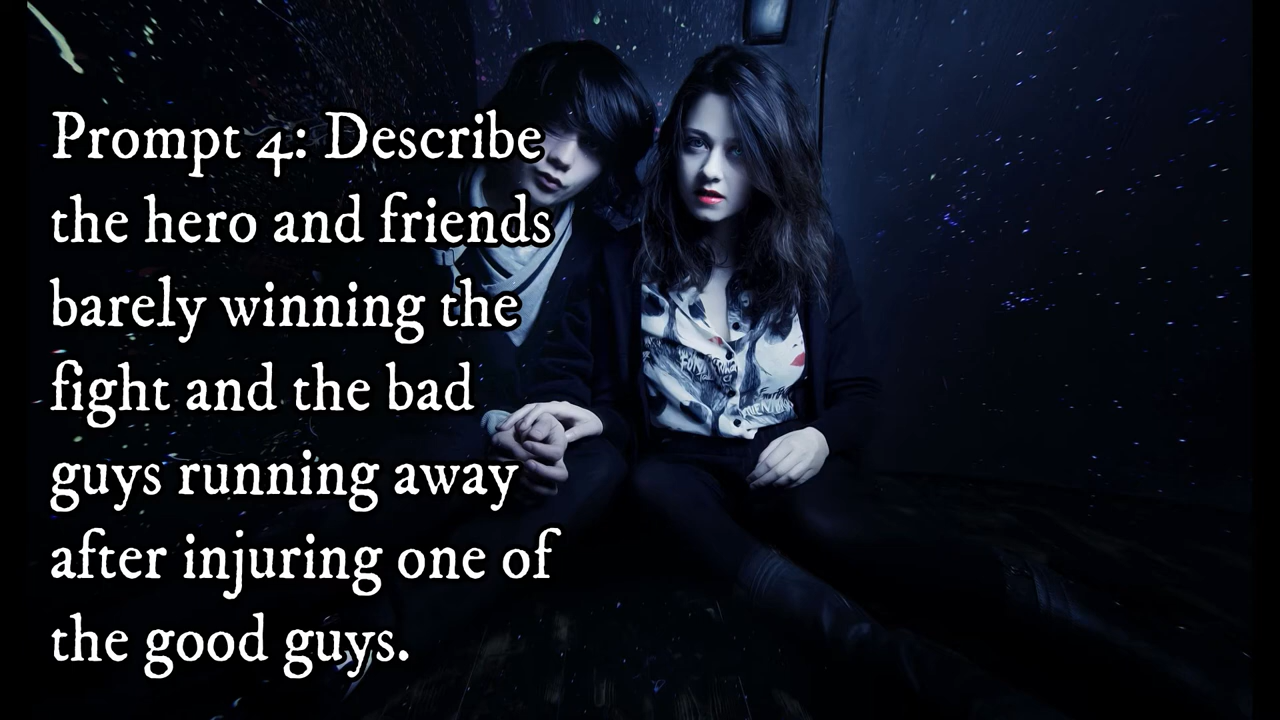 Prompt 4: Describe
the hero and friends
barely winning the
fight and the bad
guys running away
after injuring one of
the good guys.